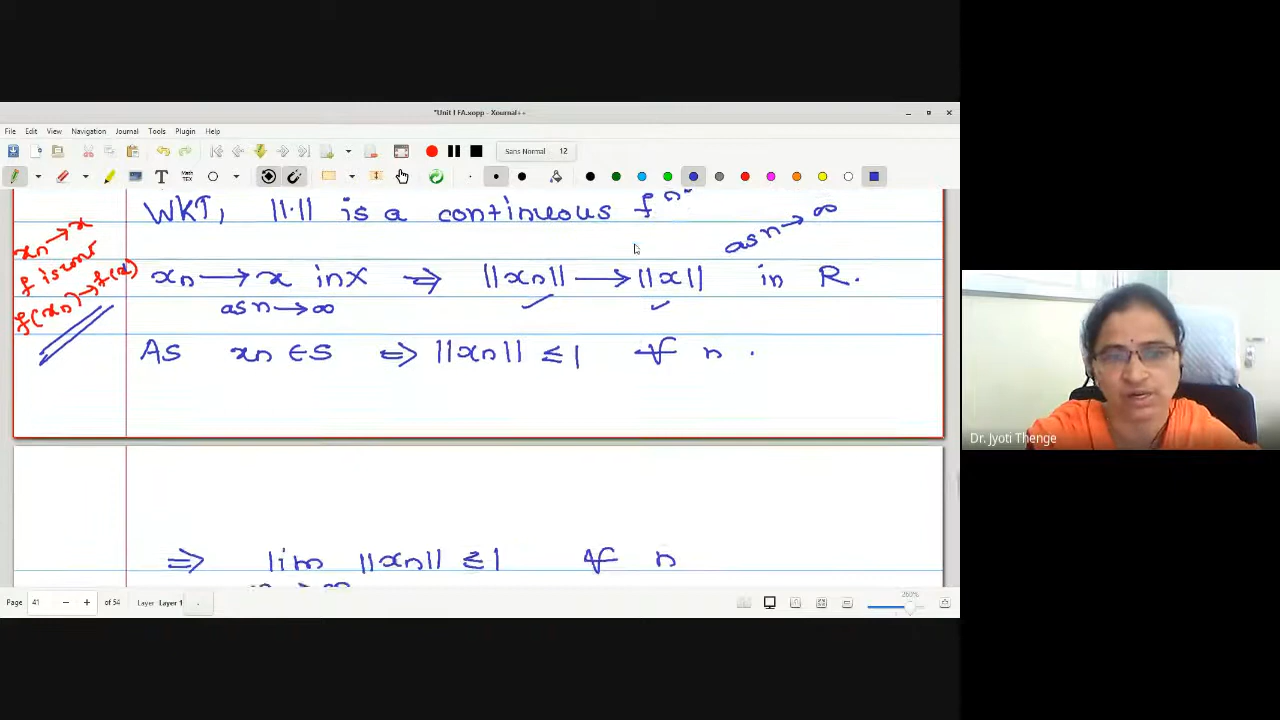 *Unit I FA.xopp - Xournal++
File Edit View Navigation Journal Tools Plugin Help
Sans Normal 12
WKT, ||·|| is a continuous fⁿ·
xn → x
f is cont
f(xn) → f(x)
xn → x in X ⇒ ||xn|| → ||x|| as n → ∞ in R.
as n → ∞
As xn ∈ S ⇒ ||xn|| ≤ 1 ∀ n .
⇒ lim ||xn|| ≤ 1 ∀ n
n → ∞
Page 41 of 54 Layer Layer 1 260%
Dr. Jyoti Thenge